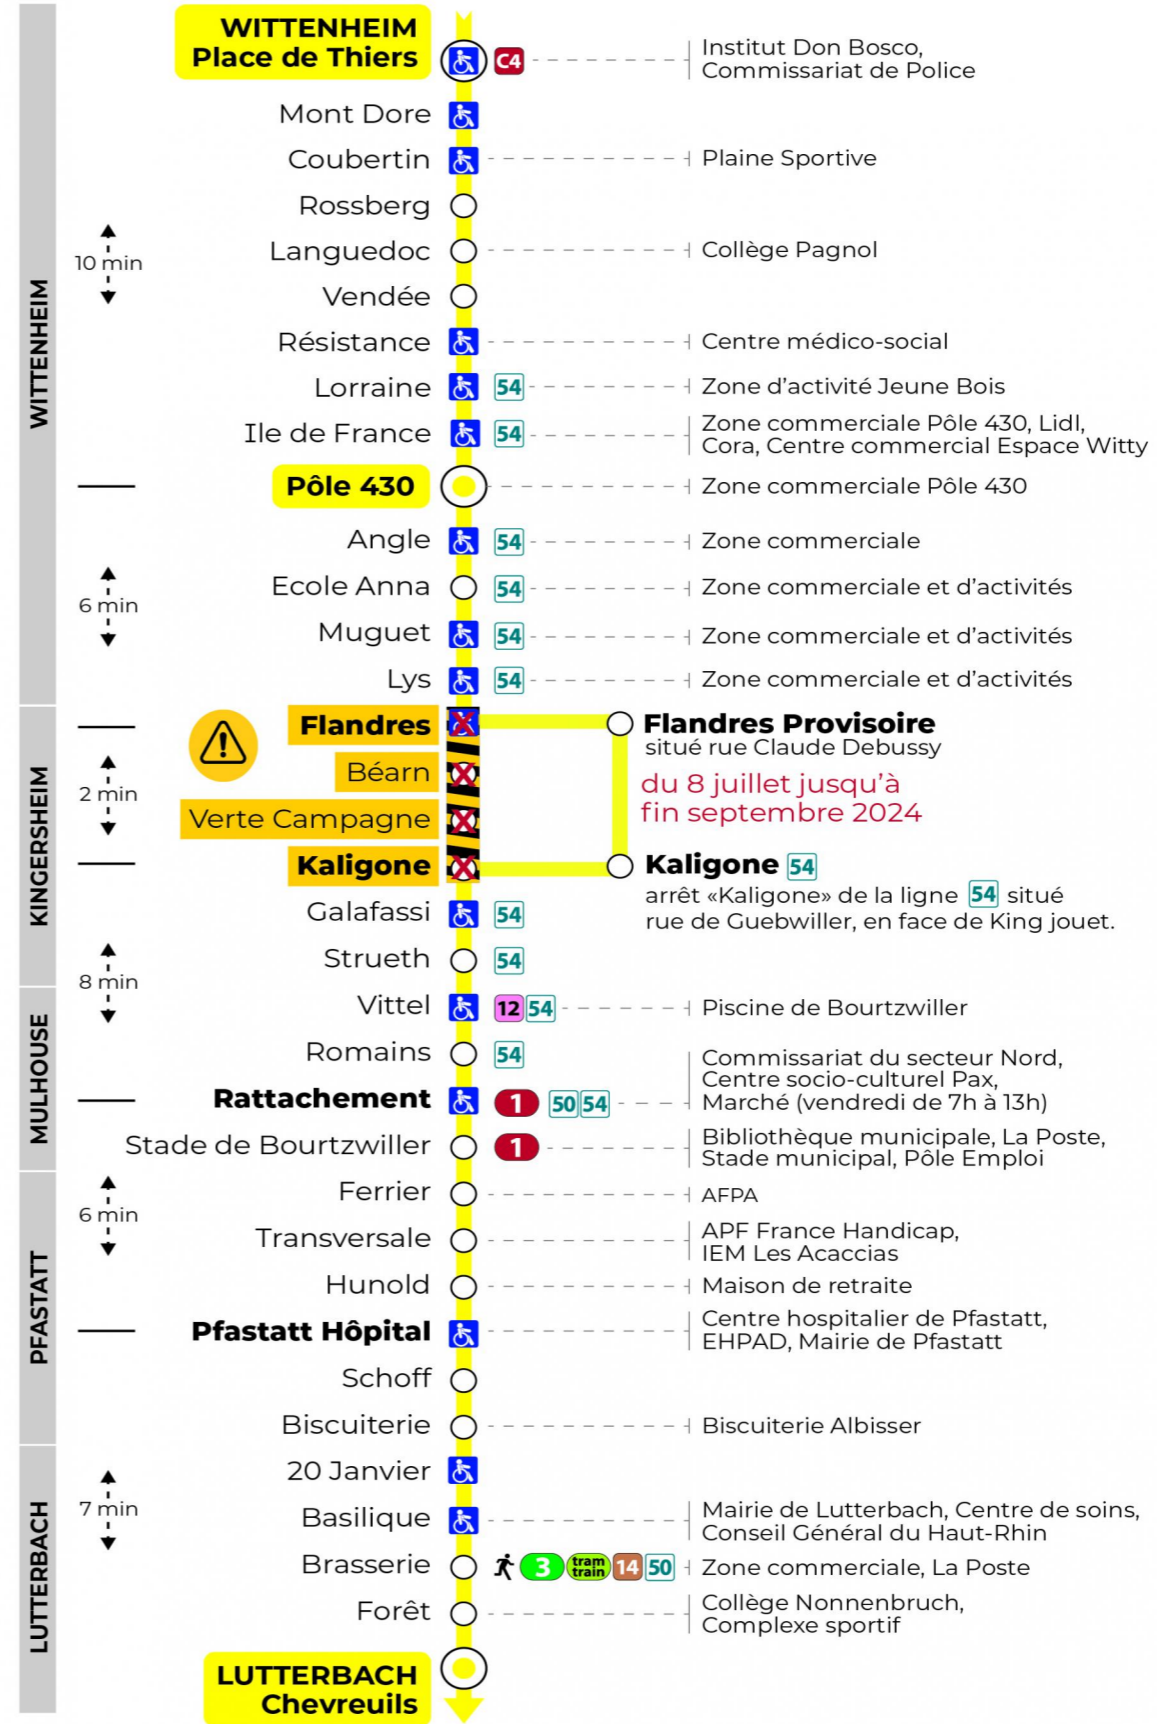 WITTENHEIM
Place de Thiers
C4
Institut Don Bosco,
Commissariat de Police
Mont Dore
Coubertin
Plaine Sportive
Rossberg
Languedoc
Collège Pagnol
10 min
Vendée
WITTENHEIM
Résistance
Centre médico-social
Lorraine
54
Zone d'activité Jeune Bois
Ile de France
54
Zone commerciale Pôle 430, Lidl,
Cora, Centre commercial Espace Witty
Pôle 430
Zone commerciale Pôle 430
Angle
54
Zone commerciale
Ecole Anna
54
Zone commerciale et d'activités
6 min
Muguet
54
Zone commerciale et d'activités
Lys
54
Zone commerciale et d'activités
Flandres
Flandres Provisoire
situé rue Claude Debussy
Béarn
du 8 juillet jusqu'à
fin septembre 2024
2 min
Verte Campagne
KINGERSHEIM
Kaligone
Kaligone 54
arrêt «Kaligone» de la ligne 54 situé
rue de Guebwiller, en face de King jouet.
Galafassi
54
Strueth
54
8 min
Vittel
12 54
Piscine de Bourtzwiller
Romains
54
MULHOUSE
Rattachement
1 50 54
Commissariat du secteur Nord,
Centre socio-culturel Pax,
Marché (vendredi de 7h à 13h)
Stade de Bourtzwiller
1
Bibliothèque municipale, La Poste,
Stade municipal, Pôle Emploi
Ferrier
AFPA
6 min
Transversale
APF France Handicap,
IEM Les Acaccias
Hunold
Maison de retraite
PFASTATT
Pfastatt Hôpital
Centre hospitalier de Pfastatt,
EHPAD, Mairie de Pfastatt
Schoff
Biscuiterie
Biscuiterie Albisser
20 Janvier
7 min
Basilique
Mairie de Lutterbach, Centre de soins,
Conseil Général du Haut-Rhin
Brasserie
3 tram train 14 50
Zone commerciale, La Poste
LUTTERBACH
Forêt
Collège Nonnenbruch,
Complexe sportif
LUTTERBACH
Chevreuils